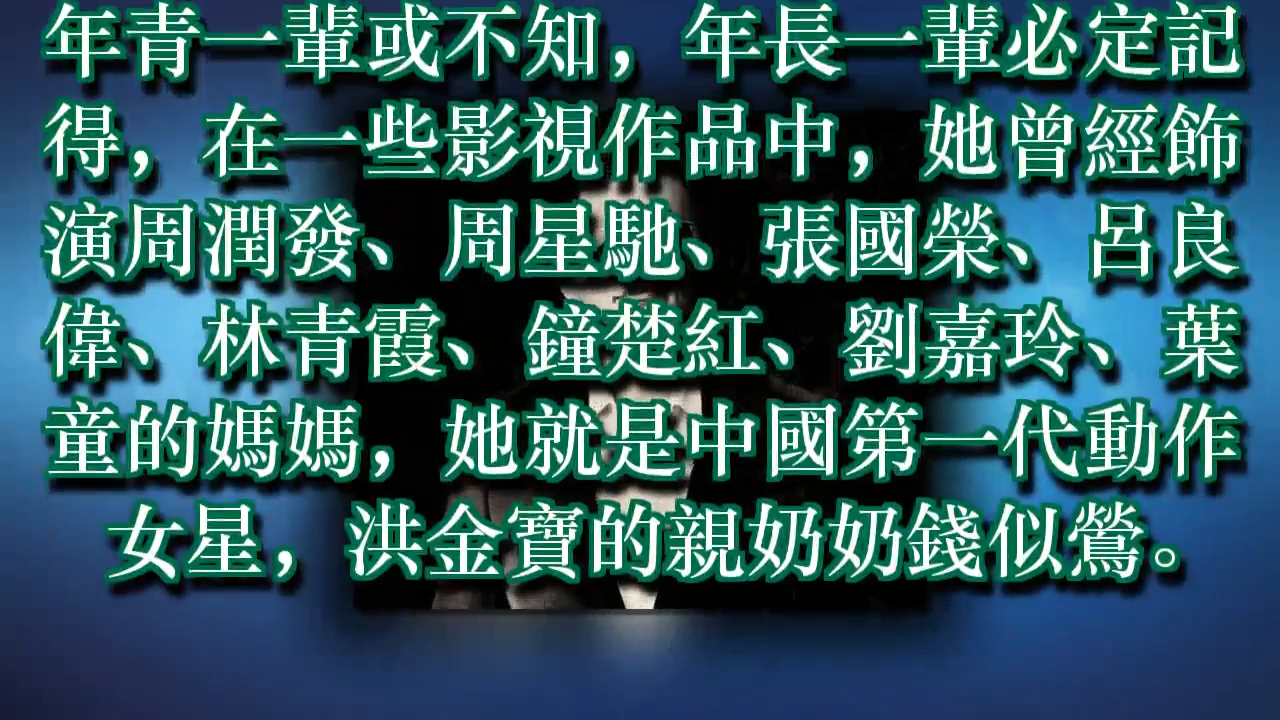 年青一輩或不知，年長一輩必定記
得，在一些影視作品中，她曾經飾
演周潤發、周星馳、張國榮、呂良
偉、林青霞、鐘楚紅、劉嘉玲、葉
童的媽媽，她就是中國第一代動作
女星，洪金寶的親奶奶錢似鶯。